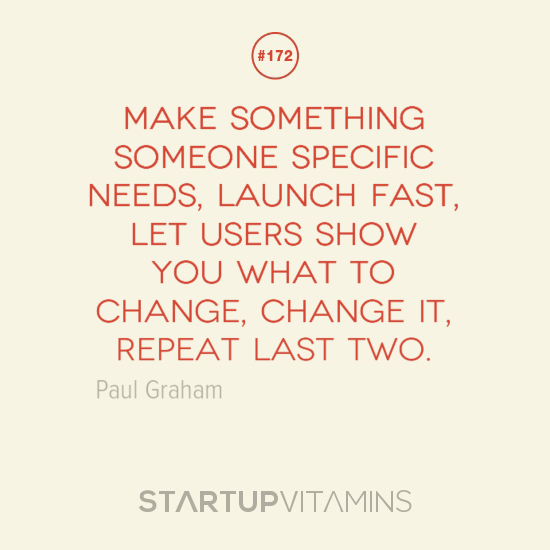 #172
MAKE SOMETHING
SOMEONE SPECIFIC
NEEDS, LAUNCH FAST,
LET USERS SHOW
YOU WHAT TO
CHANGE, CHANGE IT,
REPEAT LAST TWO.
Paul Graham
STARTUPVITAMINS